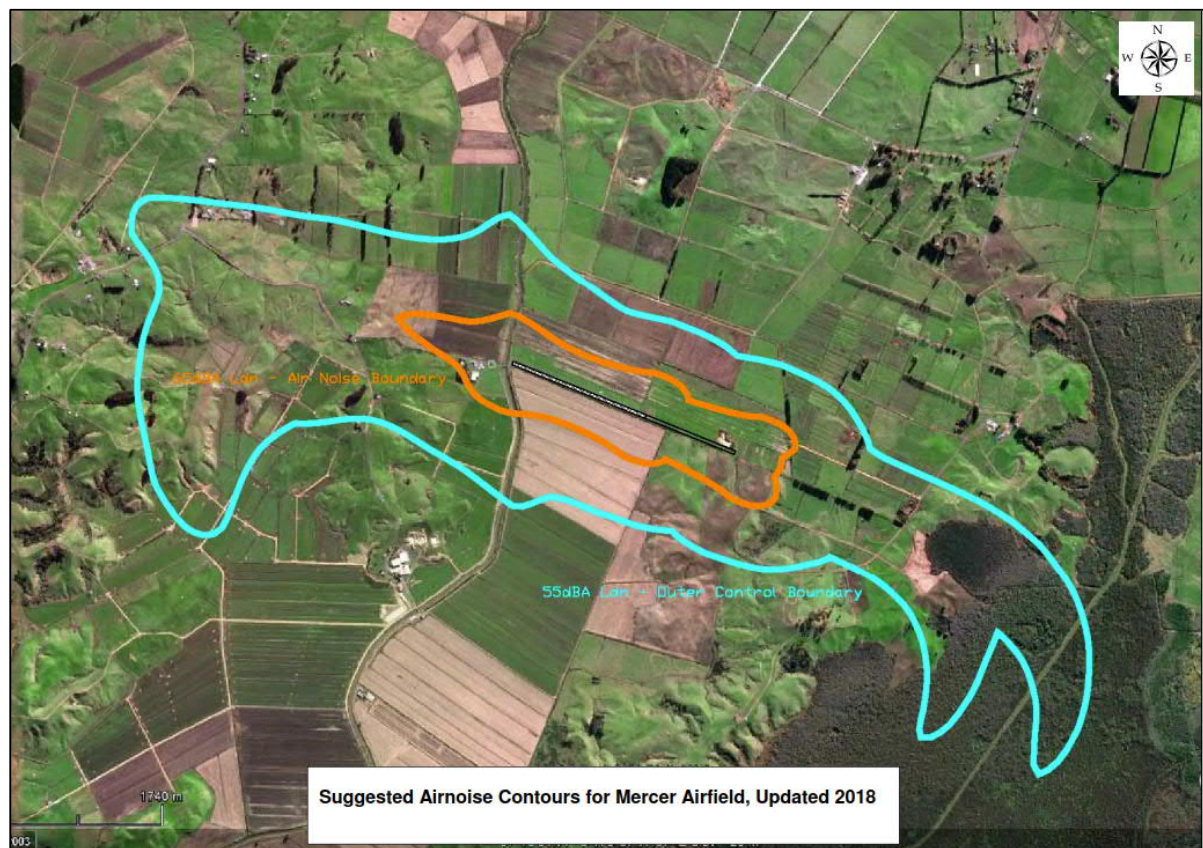 N
W E
S
65dBA Ldn - Air Noise Boundary
55dBA Ldn - Outer Control Boundary
1740 m
Suggested Airnoise Contours for Mercer Airfield, Updated 2018
003